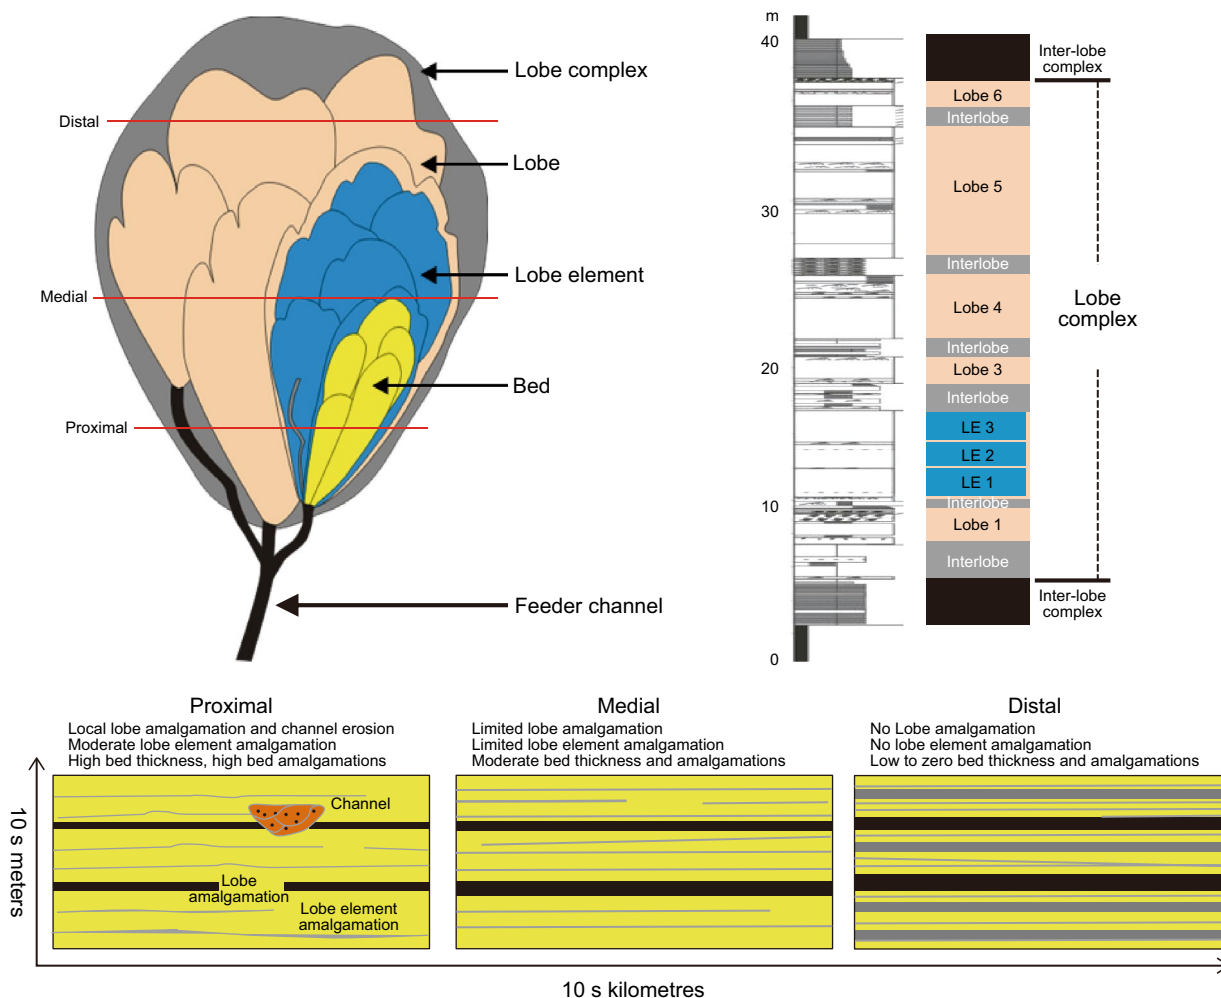 Lobe complex
Distal
Lobe
Lobe element
Medial
Bed
Proximal
Feeder channel
m
40
30
20
10
0
Inter-lobe
complex
Lobe 6
Interlobe
Lobe 5
Interlobe
Lobe 4
Interlobe
Lobe 3
Interlobe
LE 3
LE 2
LE 1
Interlobe
Lobe 1
Interlobe
Lobe
complex
Inter-lobe
complex
Proximal
Local lobe amalgamation and channel erosion
Moderate lobe element amalgamation
High bed thickness, high bed amalgamations
Channel
Lobe
amalgamation
Lobe element
amalgamation
Medial
Limited lobe amalgamation
Limited lobe element amalgamation
Moderate bed thickness and amalgamations
Distal
No Lobe amalgamation
No lobe element amalgamation
Low to zero bed thickness and amalgamations
10 s meters
10 s kilometres